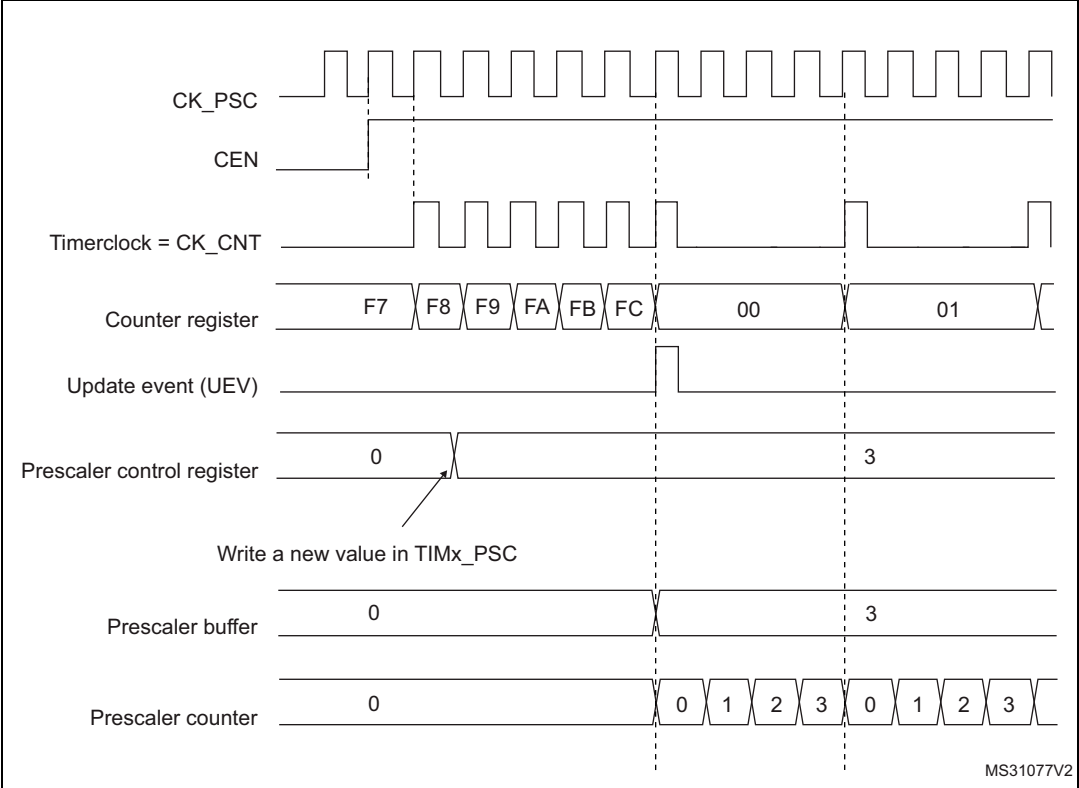 CK_PSC
CEN
Timerclock = CK_CNT
Counter register F7 F8 F9 FA FB FC 00 01
Update event (UEV)
Prescaler control register 0 3
Write a new value in TIMx_PSC
Prescaler buffer 0 3
Prescaler counter 0 0 1 2 3 0 1 2 3
MS31077V2